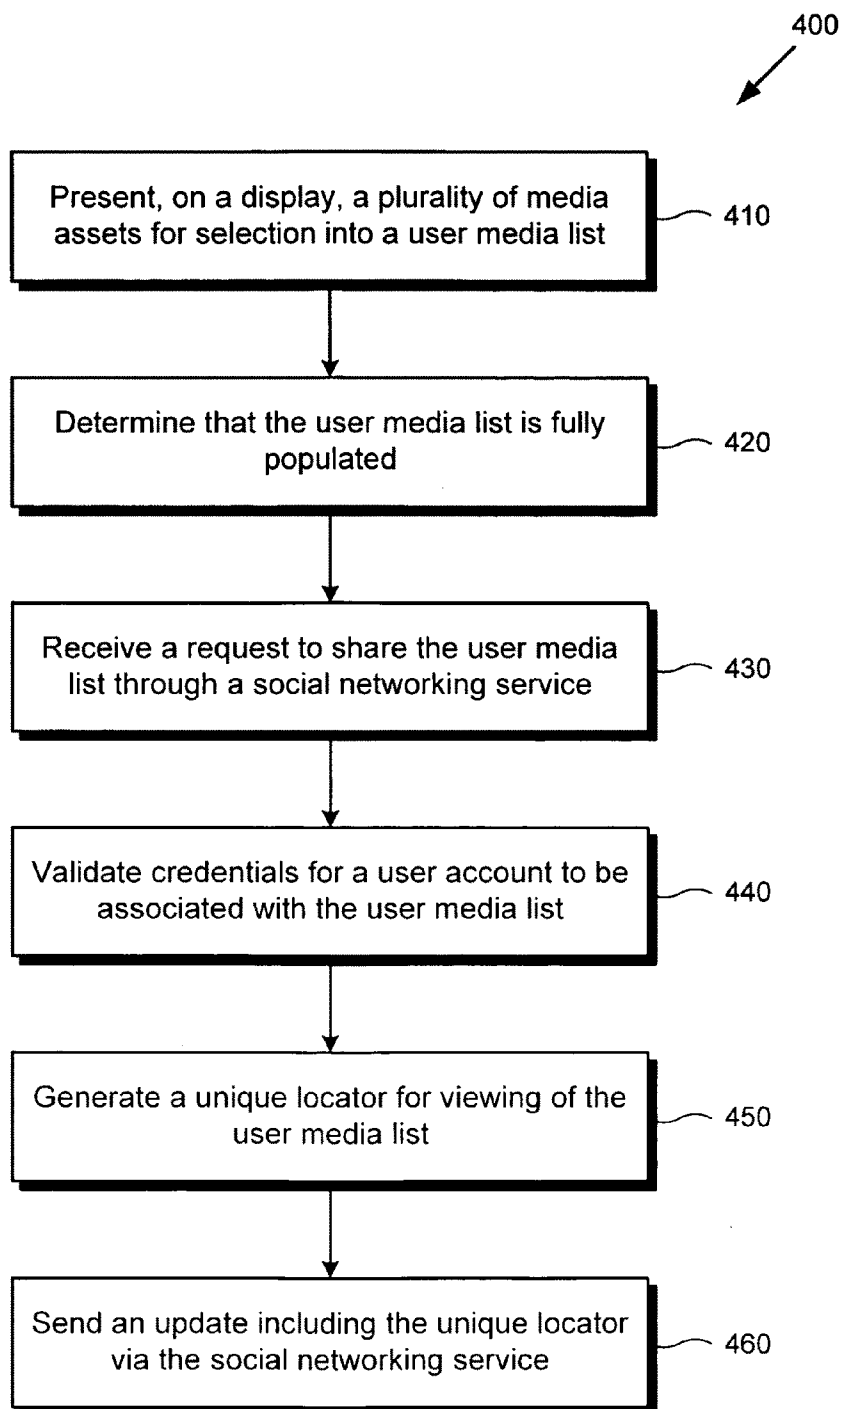 400
Present, on a display, a plurality of media
assets for selection into a user media list
410
Determine that the user media list is fully
populated
420
Receive a request to share the user media
list through a social networking service
430
Validate credentials for a user account to be
associated with the user media list
440
Generate a unique locator for viewing of the
user media list
450
Send an update including the unique locator
via the social networking service
460